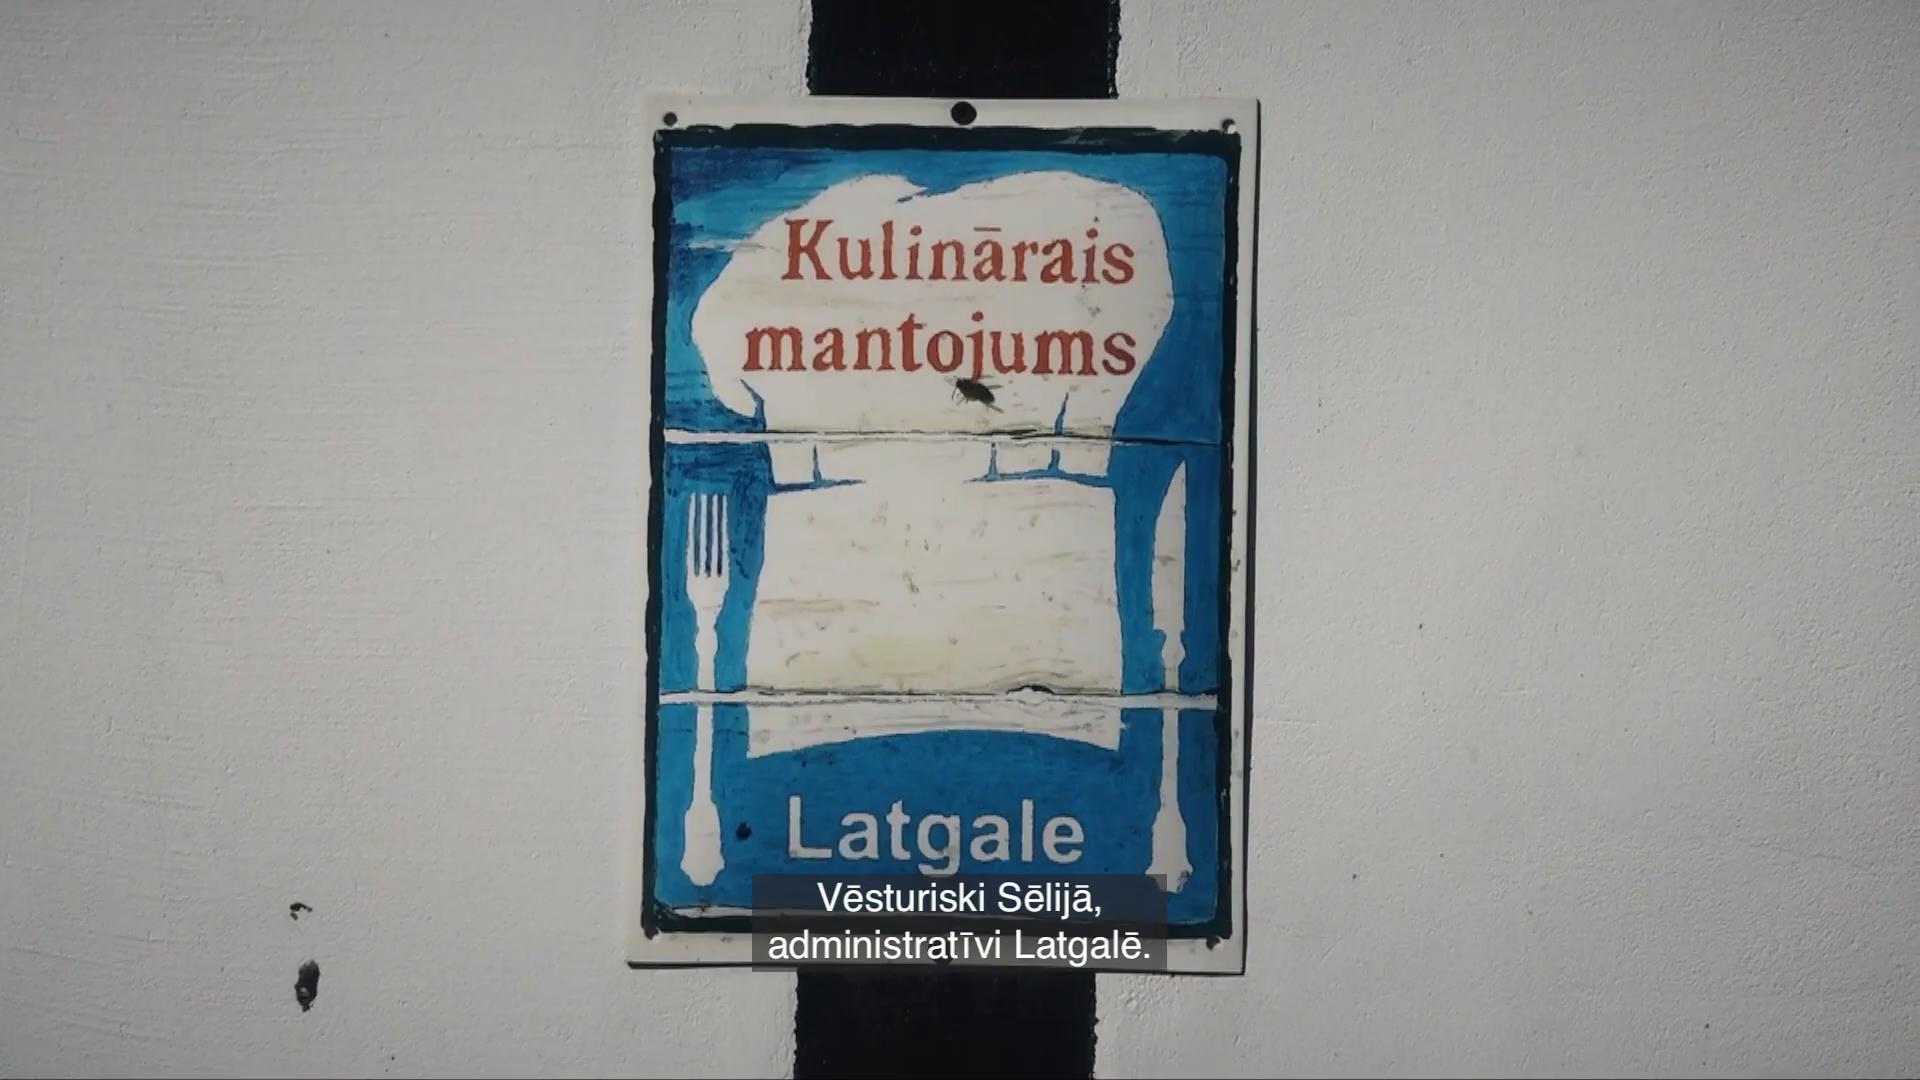 Kulinārais
mantojums
Latgale
Vēsturiski Sēlijā,
administratīvi Latgalē.